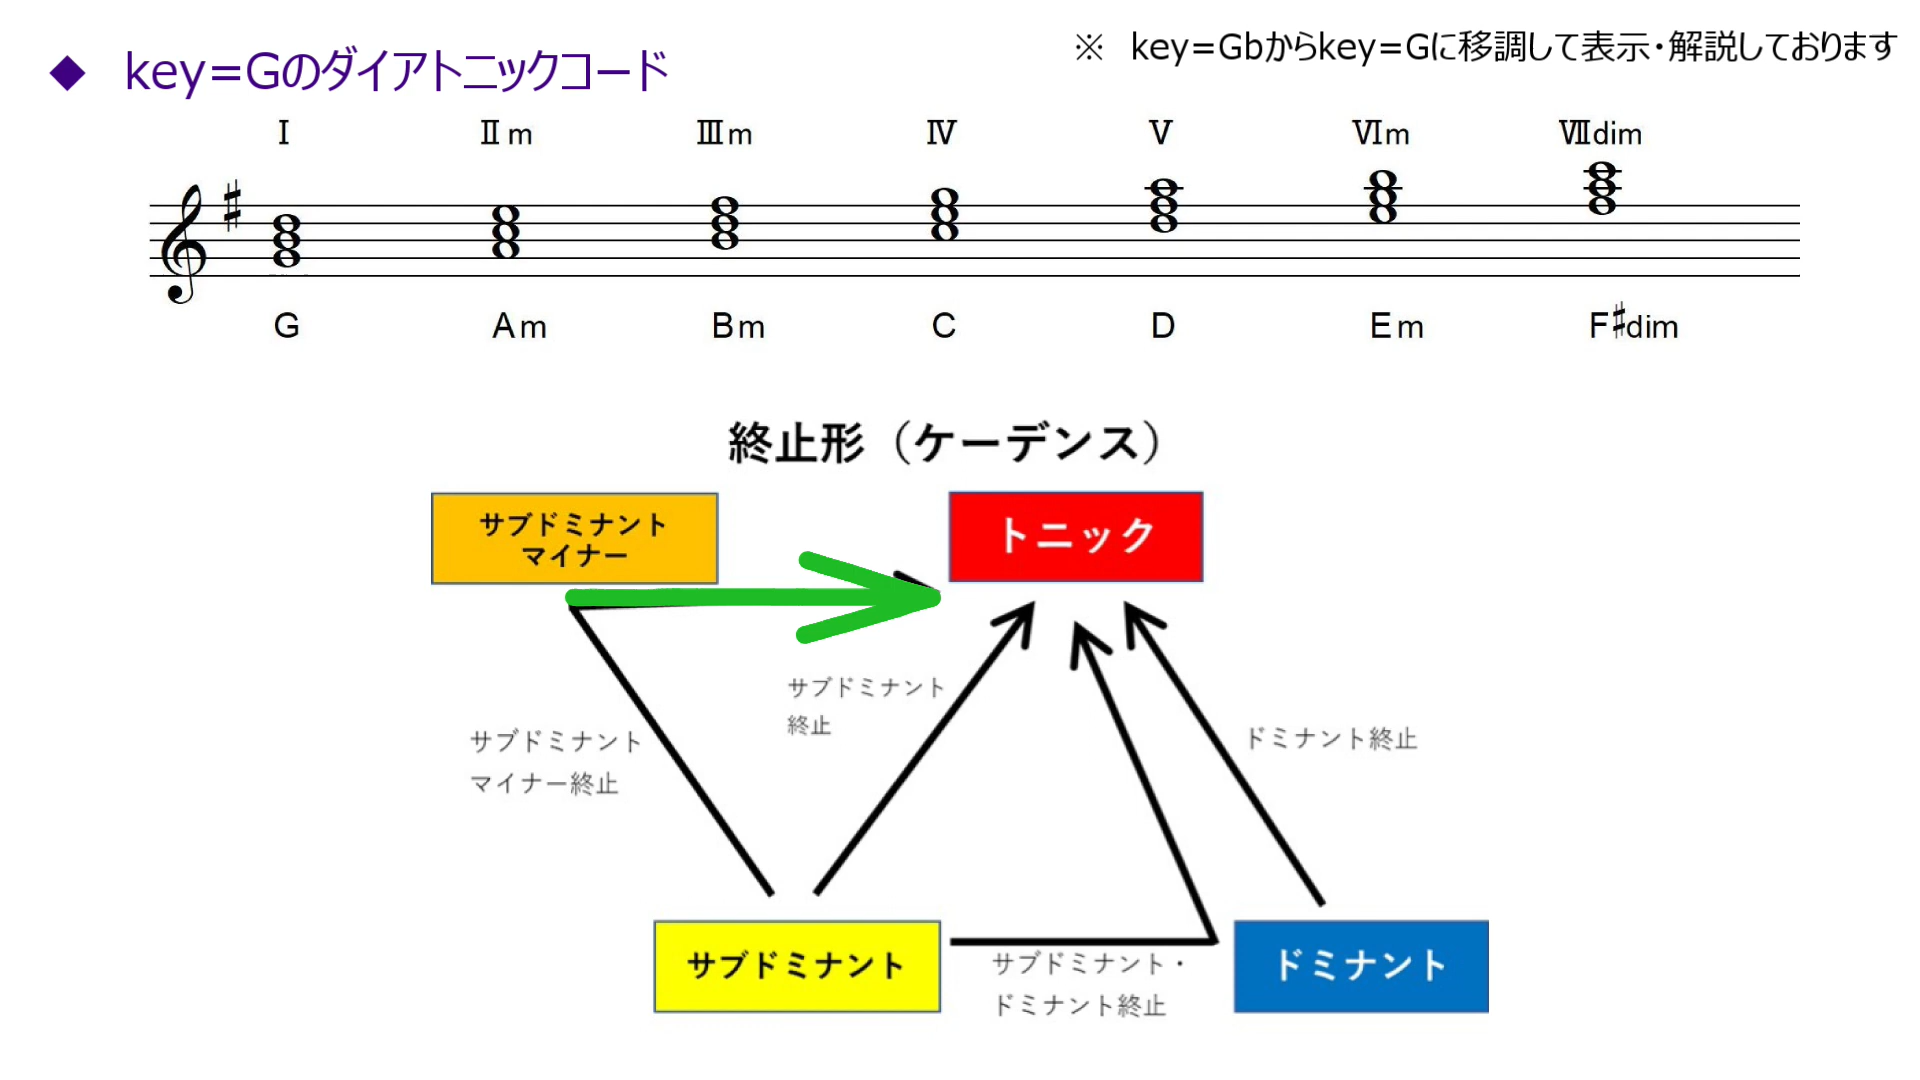 ◆ key=Gのダイアトニックコード
※ key=Gbからkey=Gに移調して表示・解説しております
Ⅰ Ⅱm Ⅲm Ⅳ Ⅴ Ⅵm Ⅶdim
G Am Bm C D Em F♯dim
終止形（ケーデンス）
サブドミナント
マイナー
トニック
サブドミナント
終止
サブドミナント
マイナー終止
ドミナント終止
サブドミナント
サブドミナント・
ドミナント終止
ドミナント